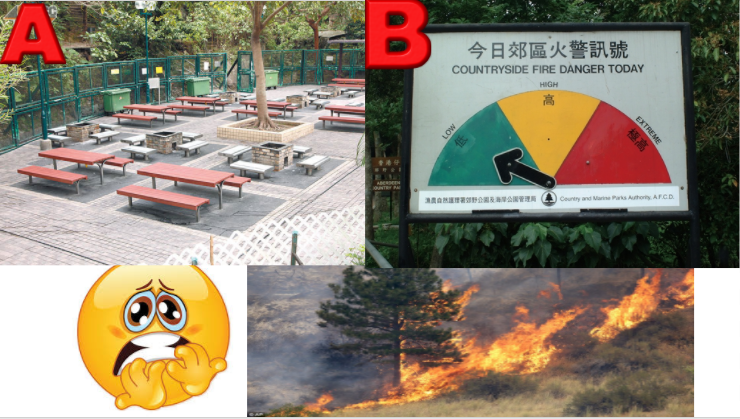 A
B
今日郊區火警訊號
COUNTRYSIDE FIRE DANGER TODAY
LOW
低
HIGH
高
EXTREME
極高
漁農自然護理署郊野公園及海岸公園管理局
Country and Marine Parks Authority, A.F.C.D.